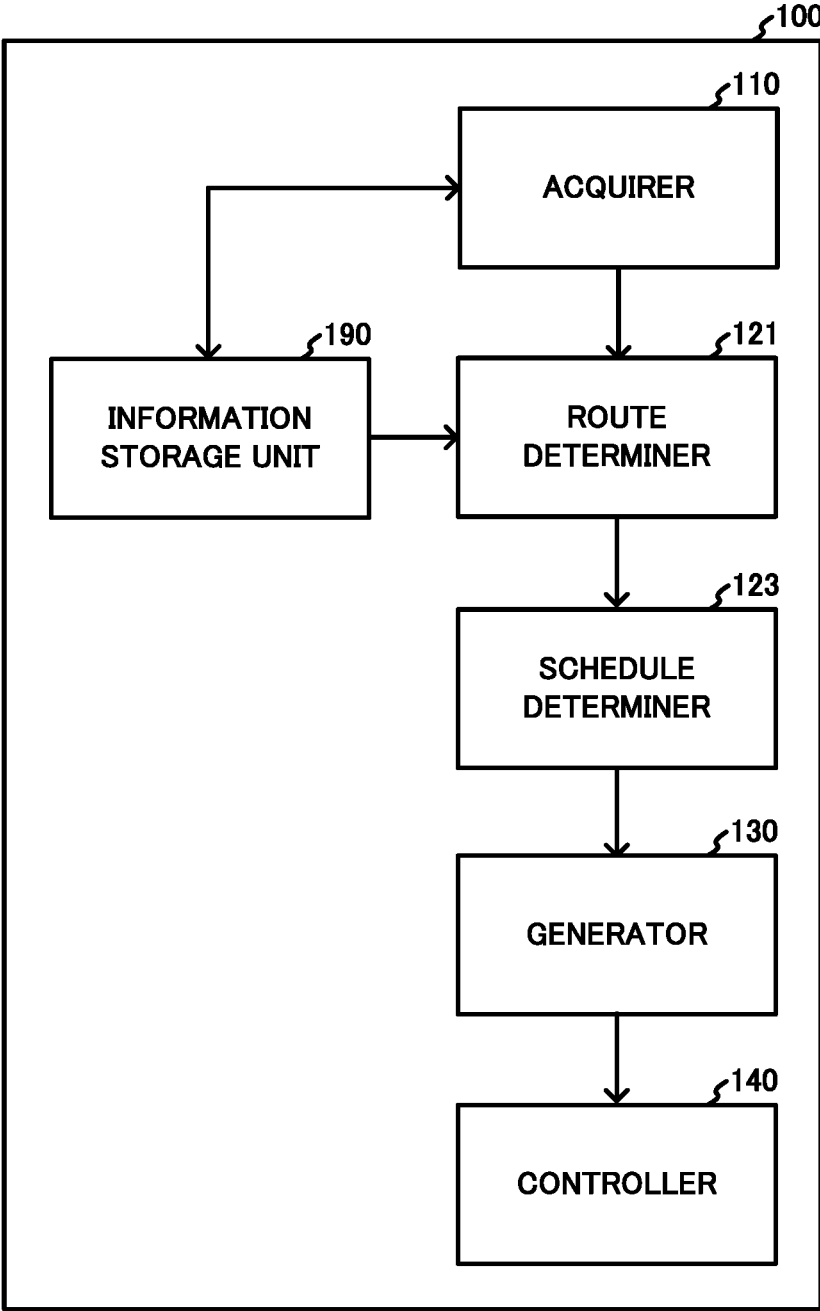 100
110
ACQUIRER
190
INFORMATION
STORAGE UNIT
121
ROUTE
DETERMINER
123
SCHEDULE
DETERMINER
130
GENERATOR
140
CONTROLLER